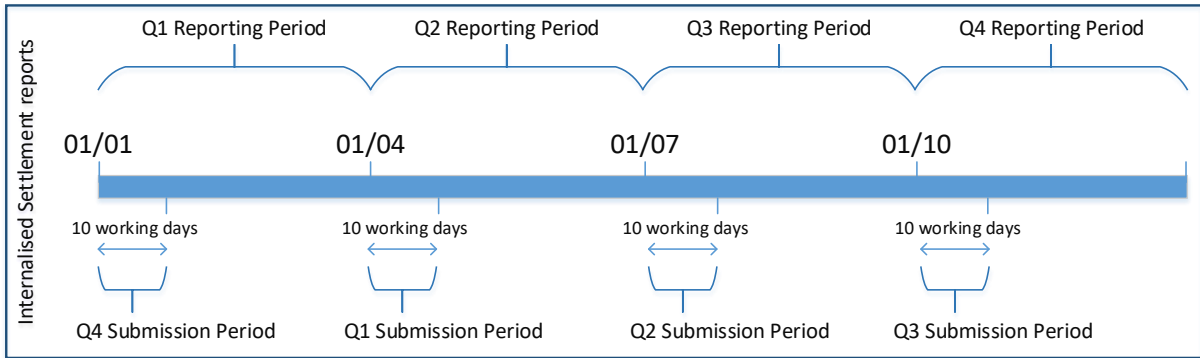 Internalised Settlement reports
Q1 Reporting Period
Q2 Reporting Period
Q3 Reporting Period
Q4 Reporting Period
01/01
01/04
01/07
01/10
10 working days
10 working days
10 working days
10 working days
Q4 Submission Period
Q1 Submission Period
Q2 Submission Period
Q3 Submission Period